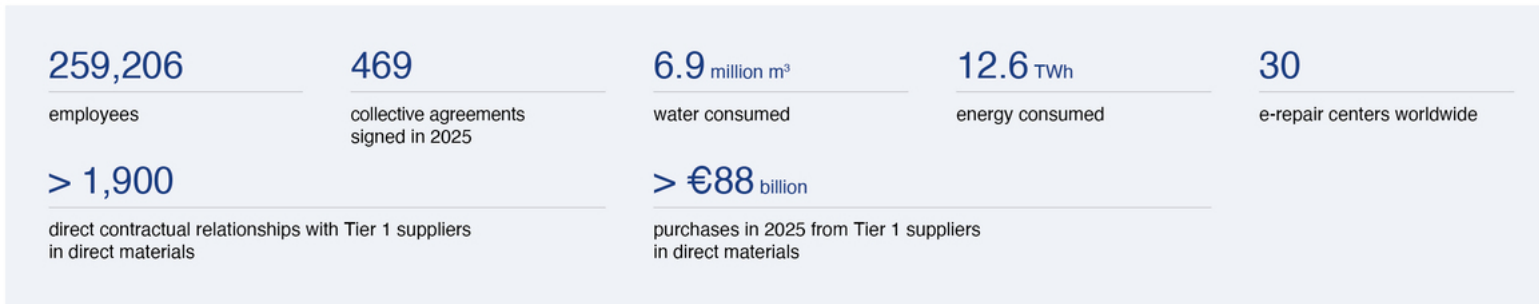 259,206
employees
469
collective agreements
signed in 2025
6.9 million m³
water consumed
12.6 TWh
energy consumed
30
e-repair centers worldwide
> 1,900
direct contractual relationships with Tier 1 suppliers
in direct materials
> €88 billion
purchases in 2025 from Tier 1 suppliers
in direct materials